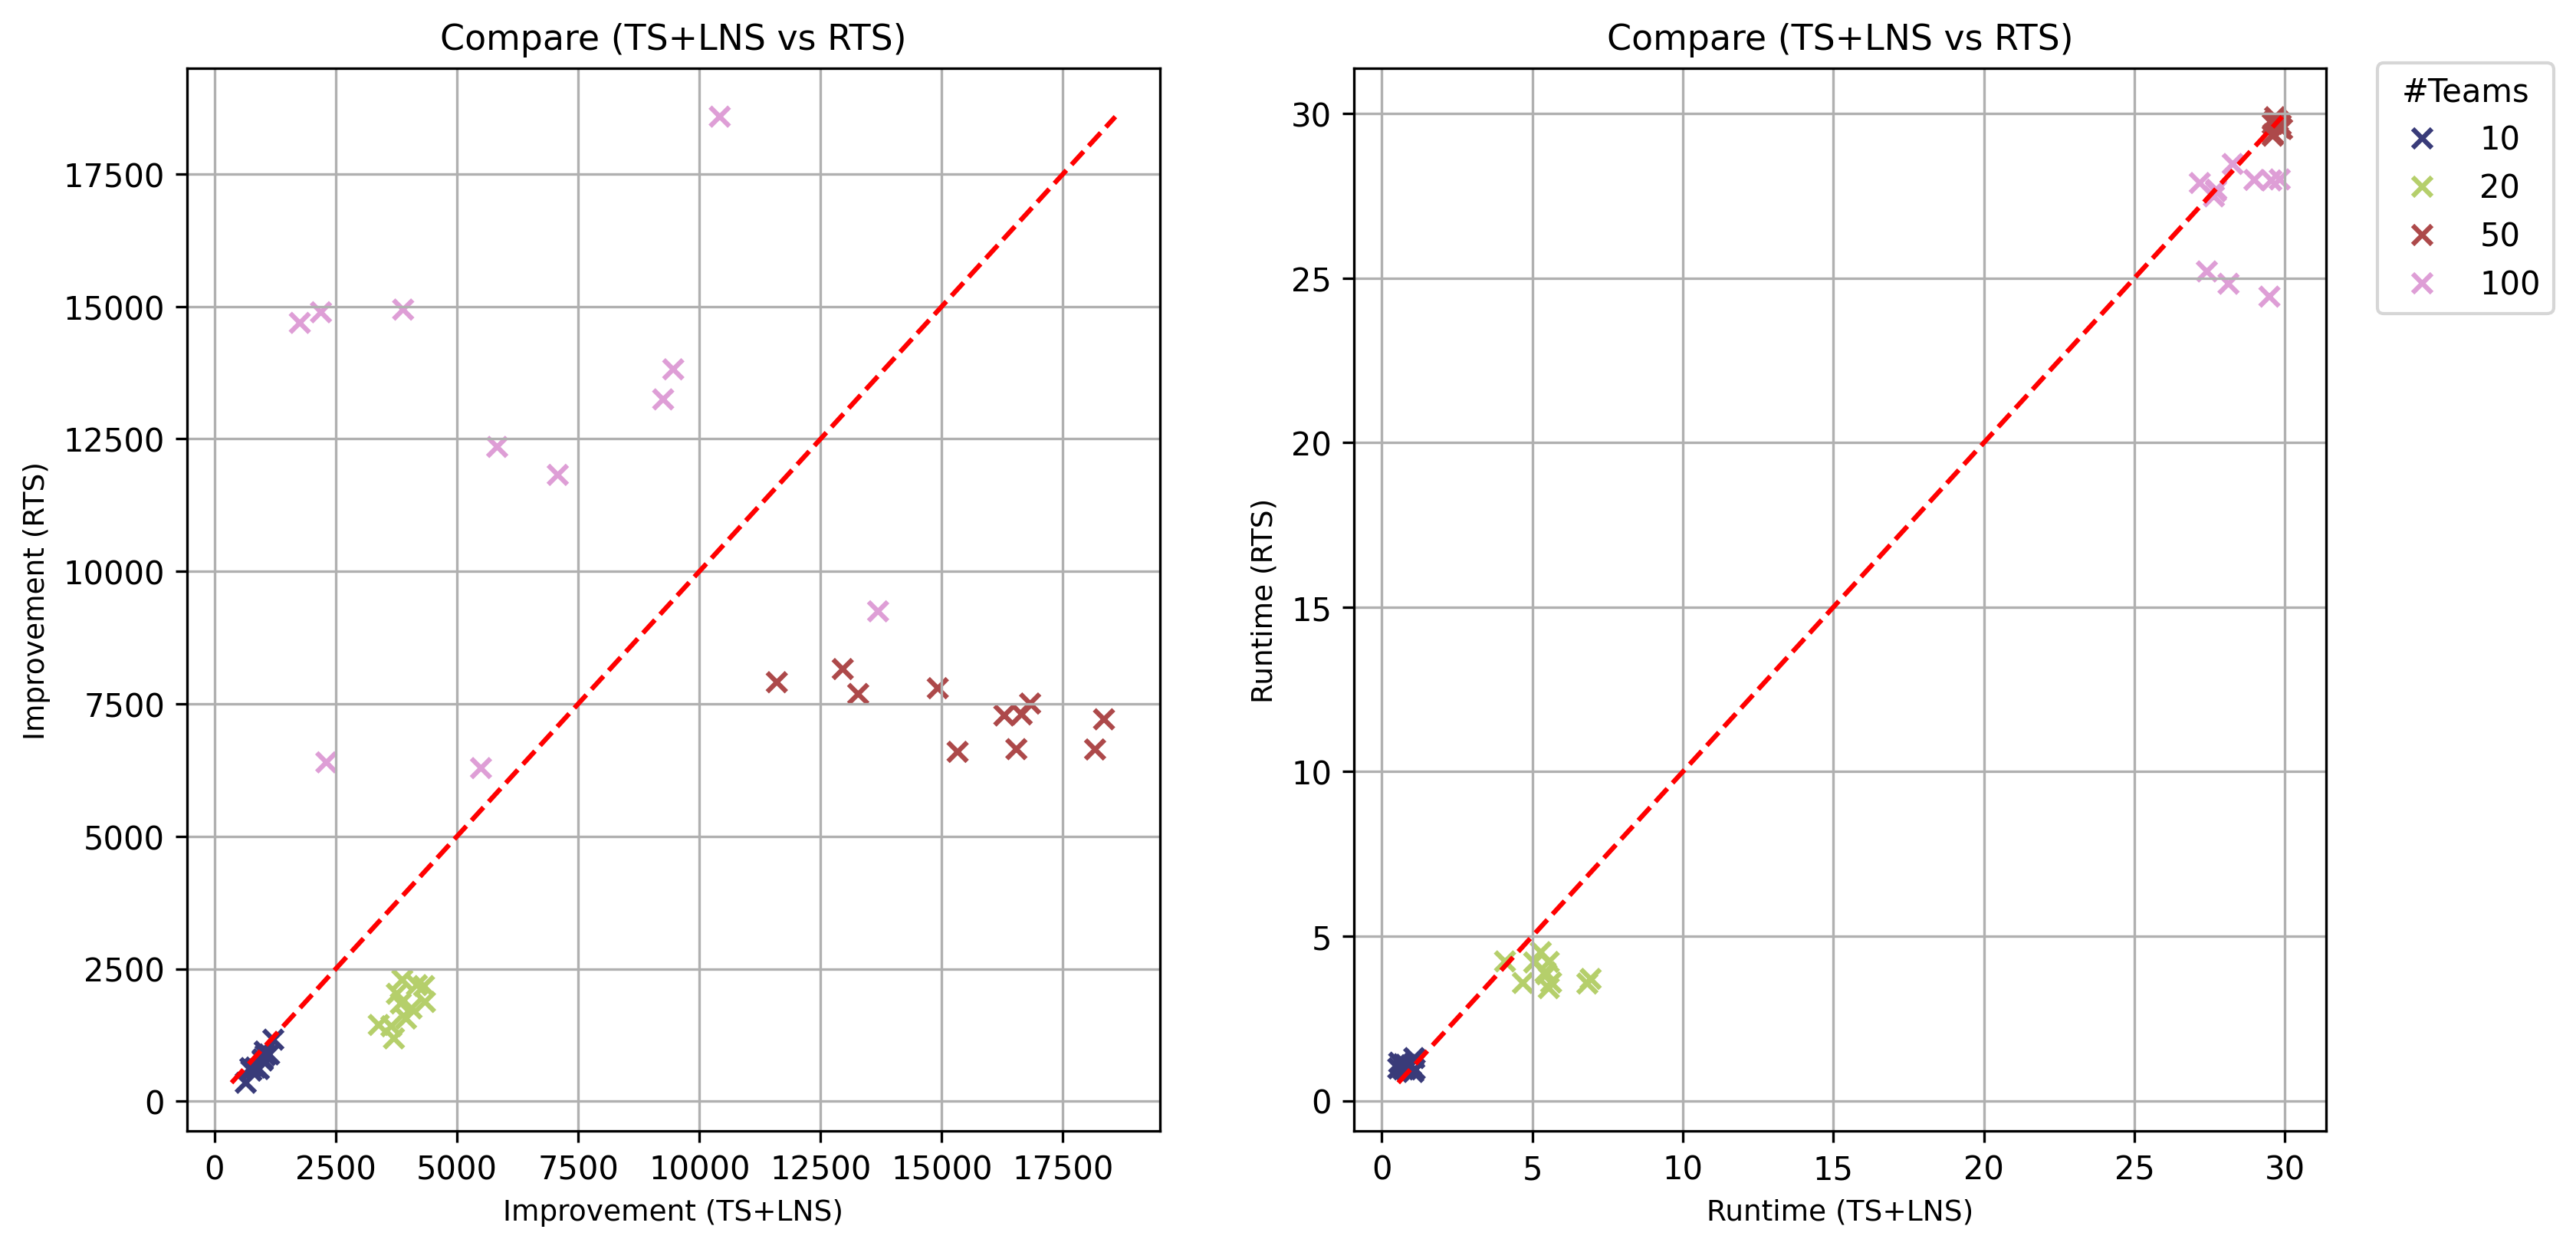 Compare (TS+LNS vs RTS)
17500
15000
12500
10000
7500
5000
2500
0
Improvement (RTS)
0 2500 5000 7500 10000 12500 15000 17500
Improvement (TS+LNS)
Compare (TS+LNS vs RTS)
30
25
20
15
10
5
0
Runtime (RTS)
0 5 10 15 20 25 30
Runtime (TS+LNS)
#Teams
10
20
50
100